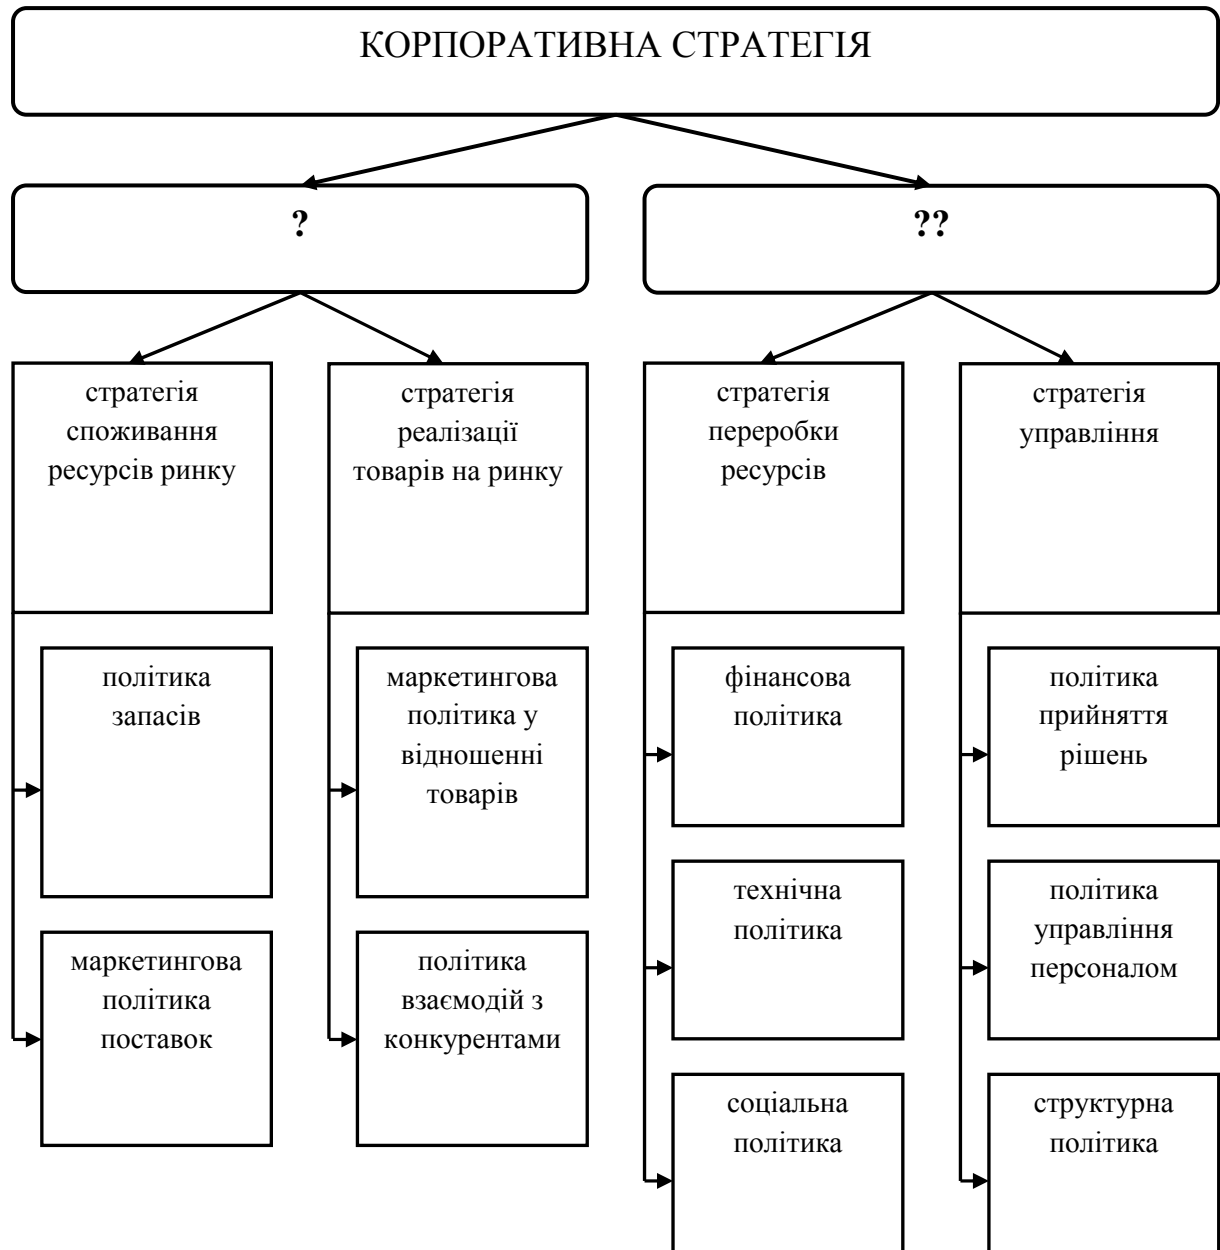 КОРПОРАТИВНА СТРАТЕГІЯ
?
??
стратегія
споживання
ресурсів ринку
стратегія
реалізації
товарів на ринку
стратегія
переробки
ресурсів
стратегія
управління
політика
запасів
маркетингова
політика у
відношенні
товарів
фінансова
політика
політика
прийняття
рішень
технічна
політика
політика
управління
персоналом
маркетингова
політика
поставок
політика
взаємодій з
конкурентами
соціальна
політика
структурна
політика